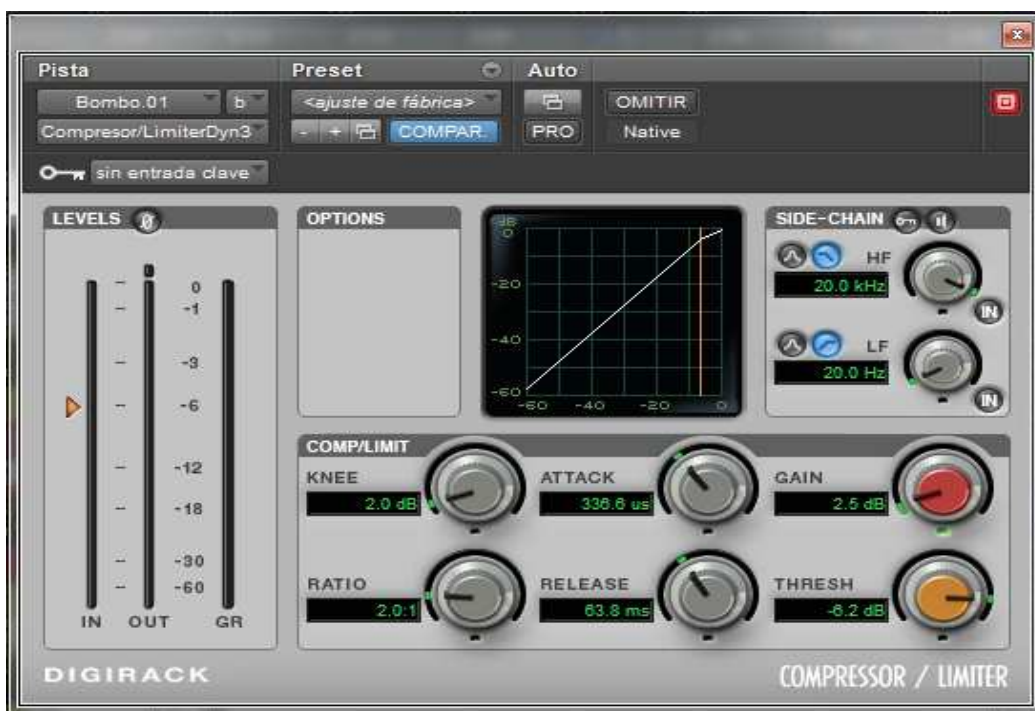 Pista Preset Auto
Bombo.01 b <ajuste de fábrica> OMITIR
Compresor/LimiterDyn3 - + COMPAR. PRO Native
sin entrada clave
LEVELS Ø OPTIONS SIDE-CHAIN
dB
0
-20
-40
-60
-60 -40 -20 0
HF
20.0 kHz
IN
LF
20.0 Hz
IN
0
0
-1
-3
-6
-12
-18
-30
-60
IN OUT GR
COMP/LIMIT
KNEE ATTACK GAIN
2.0 dB 336.6 us 2.5 dB
RATIO RELEASE THRESH
2.0:1 63.8 ms -6.2 dB
DIGIRACK COMPRESSOR / LIMITER